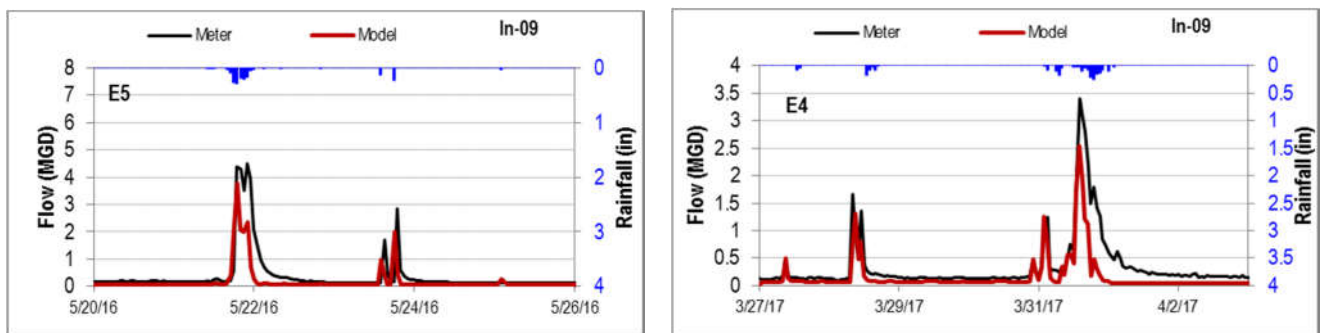 Meter Model In-09
8 0
7
E5
6 1
5
4 2
3
2 3
1
0 4
Flow (MGD)
Rainfall (in)
5/20/16 5/22/16 5/24/16 5/26/16
Meter Model In-09
4 0
3.5 0.5
E4
3 1
2.5 1.5
2 2
1.5 2.5
1 3
0.5 3.5
0 4
Flow (MGD)
Rainfall (in)
3/27/17 3/29/17 3/31/17 4/2/17